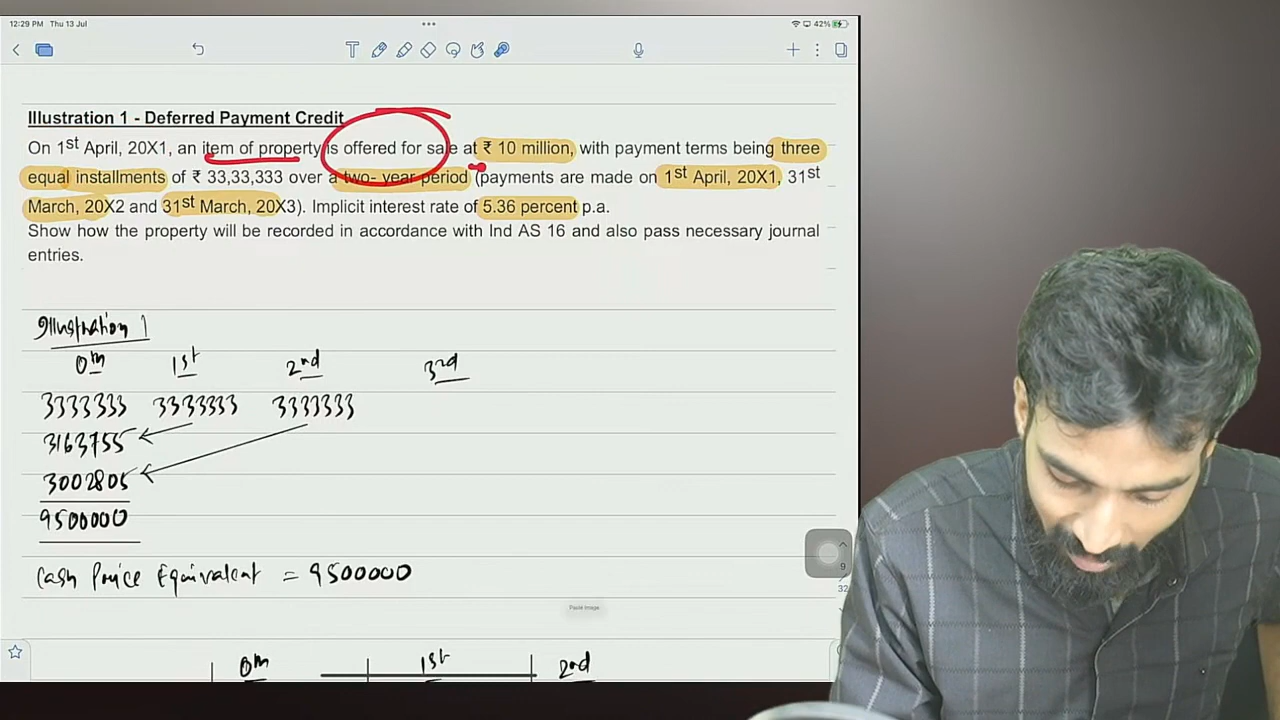 12:29 PM Thu 13 Jul
42%
Illustration 1 - Deferred Payment Credit
On 1st April, 20X1, an item of property is offered for sale at ₹ 10 million, with payment terms being three
equal installments of ₹ 33,33,333 over a two- year period (payments are made on 1st April, 20X1, 31st
March, 20X2 and 31st March, 20X3). Implicit interest rate of 5.36 percent p.a.
Show how the property will be recorded in accordance with Ind AS 16 and also pass necessary journal
entries.
Illustration 1
0th 1st 2nd 3rd
3333333 3333333 3333333
3163755
3002805
9500000
Cash Price Equivalent = 9500000
9
32
Paste Image
0th 1st 2nd